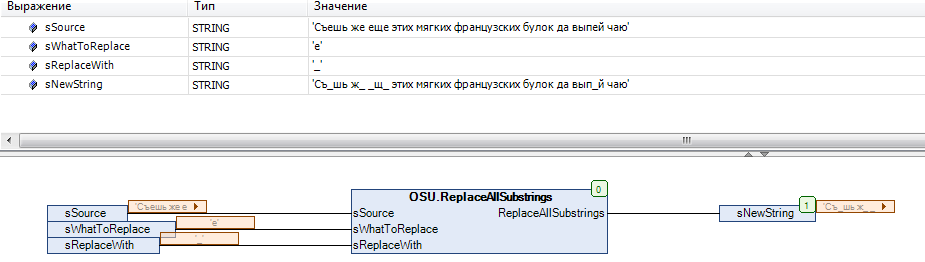 Выражение Тип Значение
sSource STRING 'Съешь же еще этих мягких французских булок да выпей чаю'
sWhatToReplace STRING 'е'
sReplaceWith STRING '_'
sNewString STRING 'Съ_шь ж_ _щ_ этих мягких французских булок да вып_й чаю'
0
OSU.ReplaceAllSubstrings
sSource 'Съешь же е sSource ReplaceAllSubstrings sNewString 1 'Съ_шь ж_ _
sWhatToReplace 'е' sWhatToReplace
sReplaceWith '_' sReplaceWith